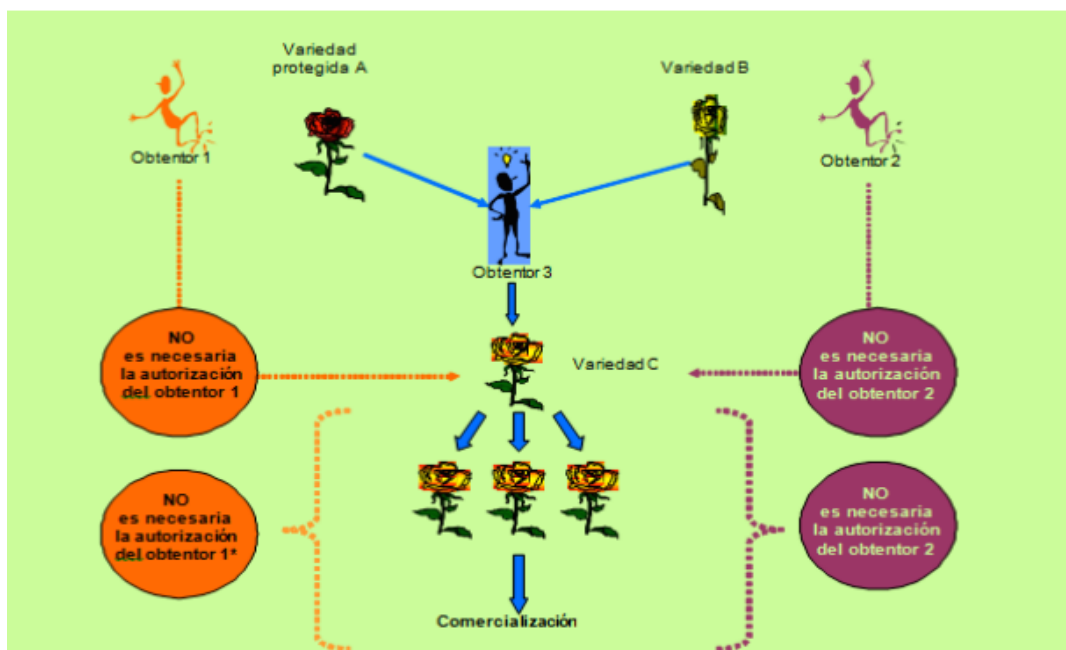 Variedad
protegida A
Variedad B
Obtentor 1
Obtentor 2
Obtentor 3
NO
es necesaria
la autorización
del obtentor 1
Variedad C
NO
es necesaria
la autorización
del obtentor 2
NO
es necesaria
la autorización
del obtentor 1*
NO
es necesaria
la autorización
del obtentor 2
Comercialización